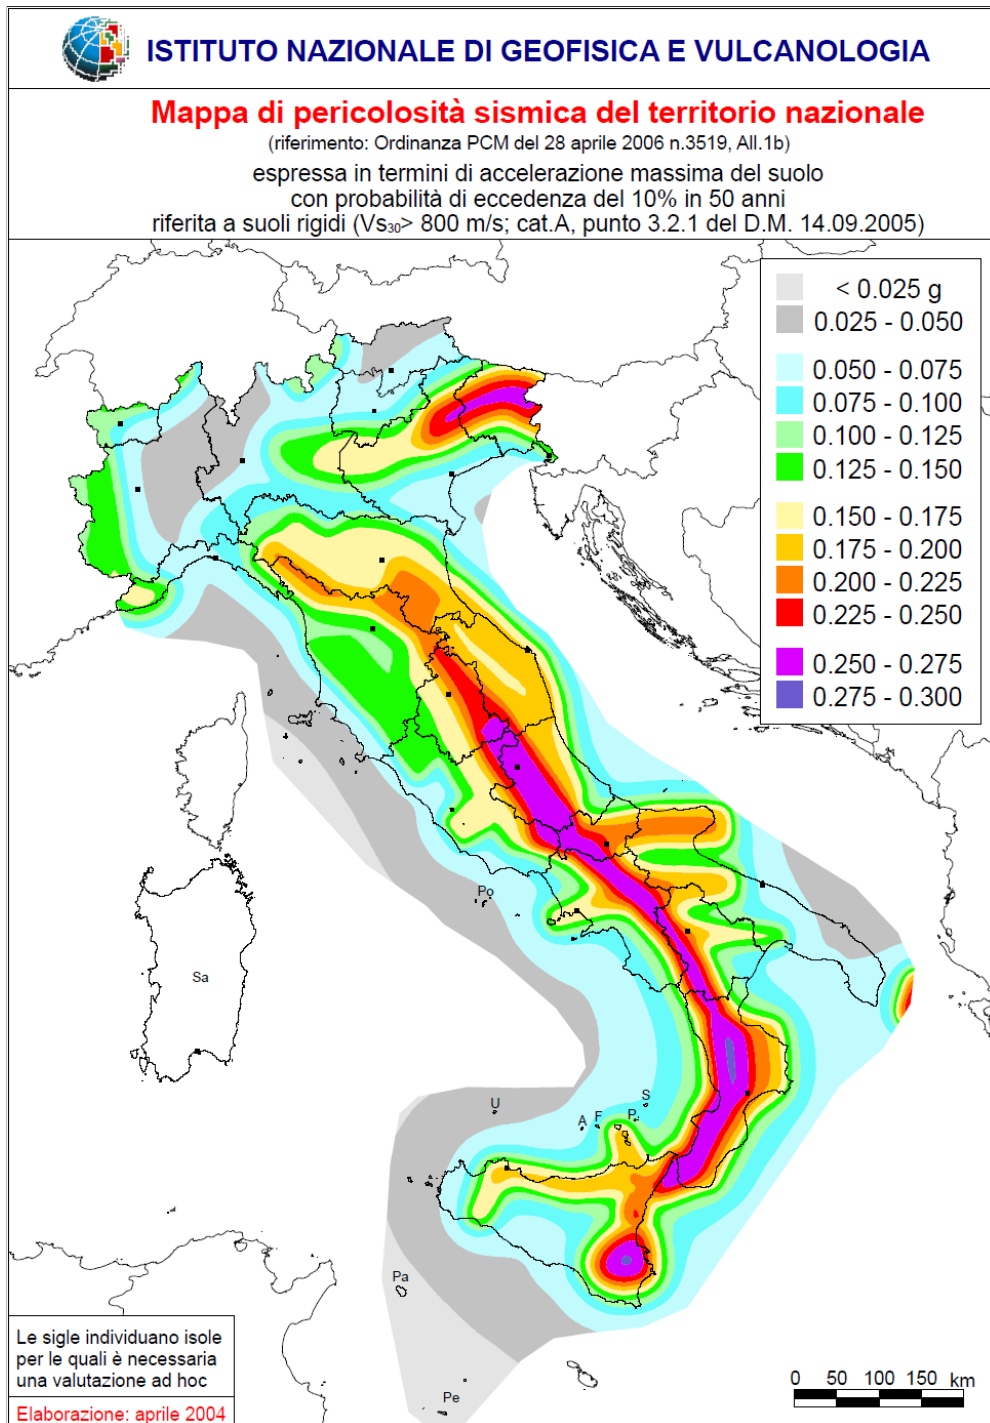 ISTITUTO NAZIONALE DI GEOFISICA E VULCANOLOGIA
Mappa di pericolosità sismica del territorio nazionale
(riferimento: Ordinanza PCM del 28 aprile 2006 n.3519, All.1b)
espressa in termini di accelerazione massima del suolo
con probabilità di eccedenza del 10% in 50 anni
riferita a suoli rigidi (Vs30> 800 m/s; cat.A, punto 3.2.1 del D.M. 14.09.2005)
< 0.025 g
0.025 - 0.050
0.050 - 0.075
0.075 - 0.100
0.100 - 0.125
0.125 - 0.150
0.150 - 0.175
0.175 - 0.200
0.200 - 0.225
0.225 - 0.250
0.250 - 0.275
0.275 - 0.300
Po
Sa
U
S
A
F
P
Pa
Pe
Le sigle individuano isole
per le quali è necessaria
una valutazione ad hoc
Elaborazione: aprile 2004
0 50 100 150 km